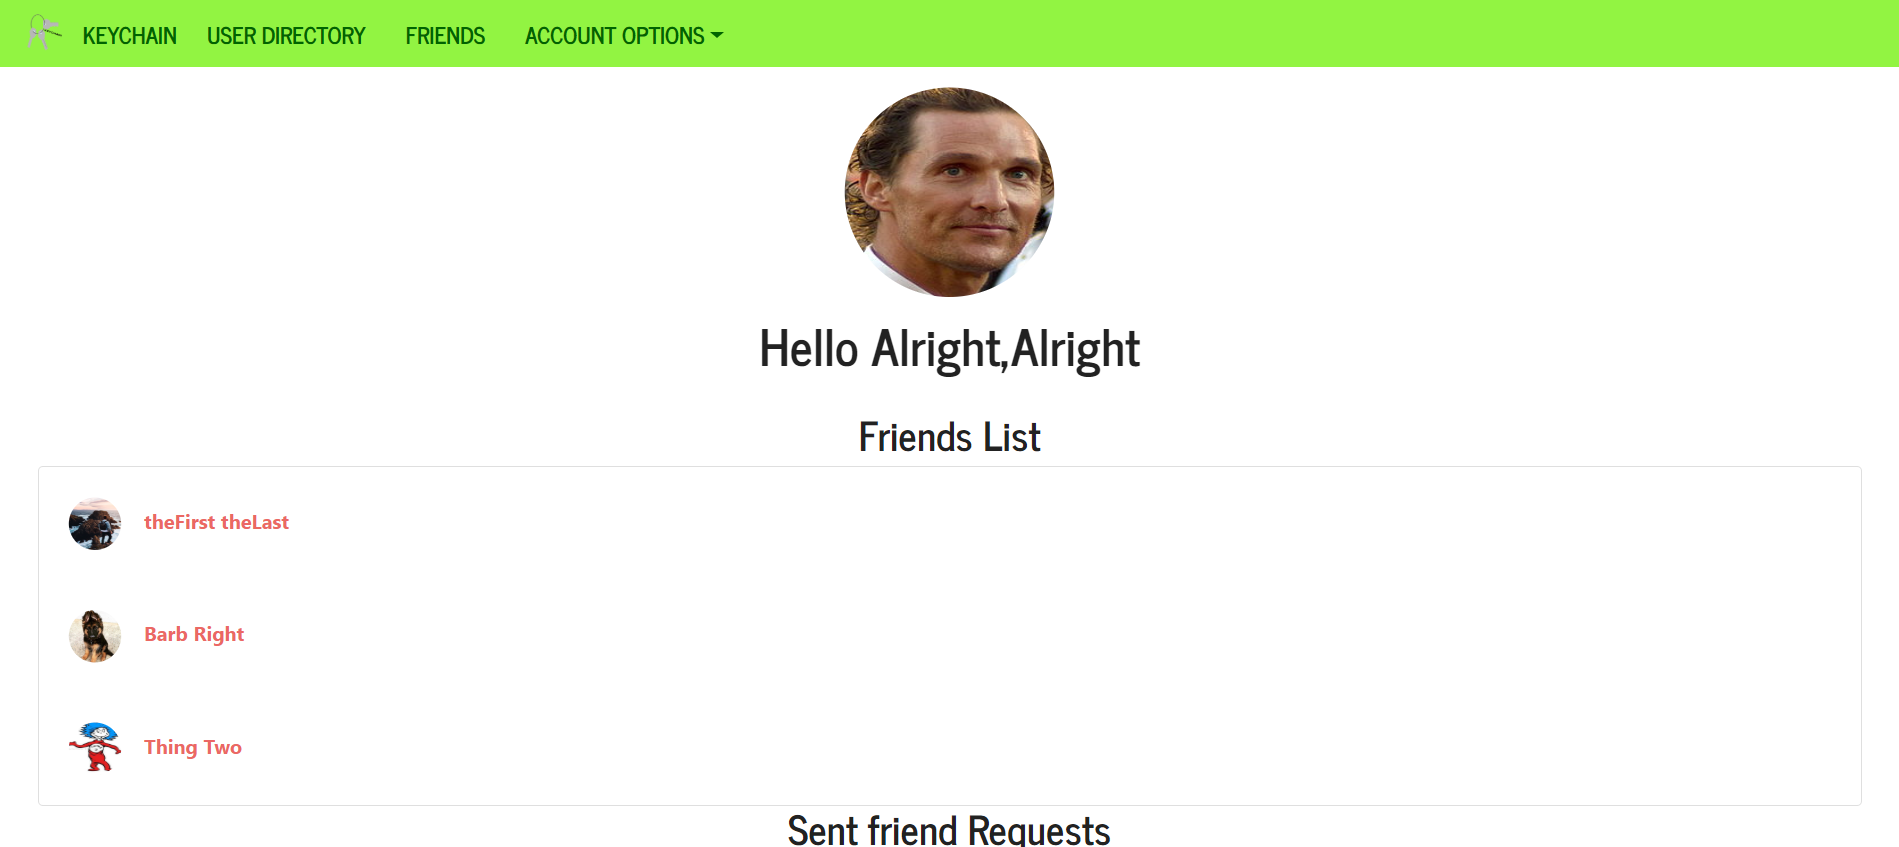 KEYCHAIN USER DIRECTORY FRIENDS ACCOUNT OPTIONS
Hello Alright,Alright
Friends List
theFirst theLast
Barb Right
Thing Two
Sent friend Requests